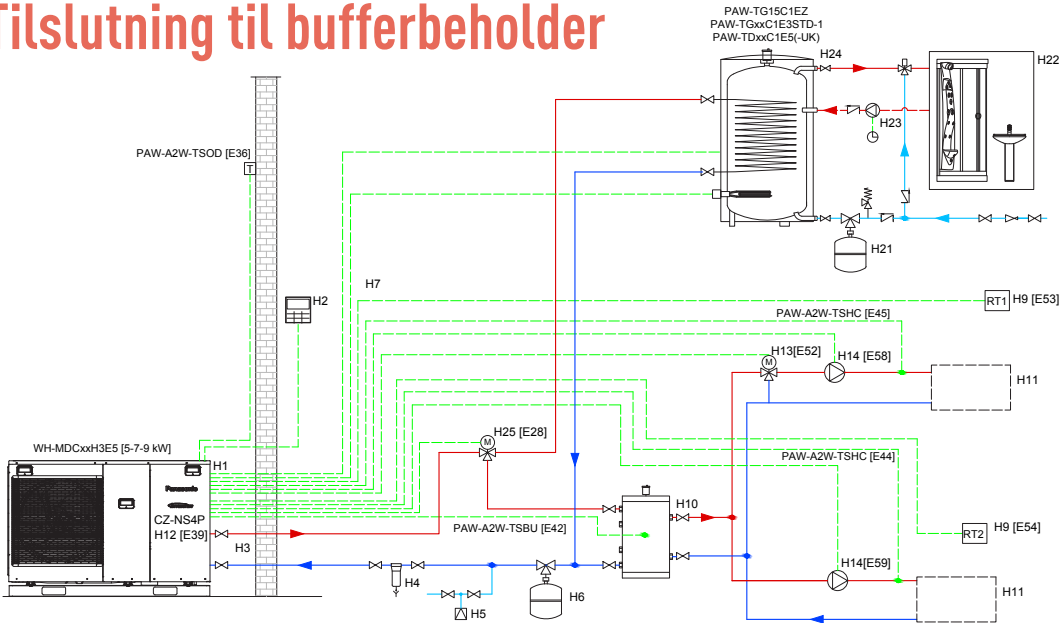 Tilslutning til bufferbeholder
PAW-TG15C1EZ
PAW-TGxxC1E3STD-1
PAW-TDxxC1E5(-UK)
H24
H22
H23
PAW-A2W-TSOD [E36]
T
H21
H7
H2
RT1 H9 [E53]
PAW-A2W-TSHC [E45]
H13[E52]
M
H14 [E58]
H11
WH-MDCxxH3E5 [5-7-9 kW]
H25 [E28]
M
PAW-A2W-TSHC [E44]
H1
Panasonic
CZ-NS4P
H12 [E39]
H10
PAW-A2W-TSBU [E42]
H9 [E54]
RT2
H3
H14[E59]
H4
H6
H5
H11